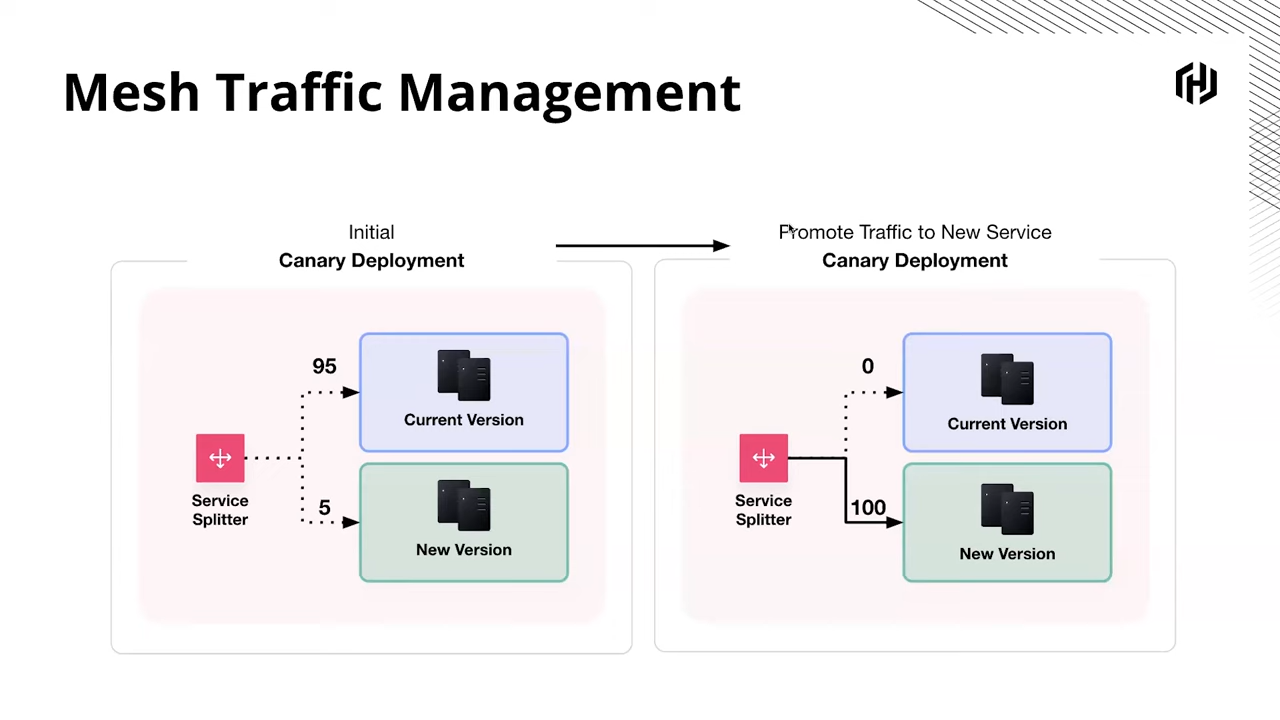 Mesh Traffic Management
Initial
Canary Deployment
95
Current Version
Service
Splitter
5
New Version
Promote Traffic to New Service
Canary Deployment
0
Current Version
Service
Splitter
100
New Version